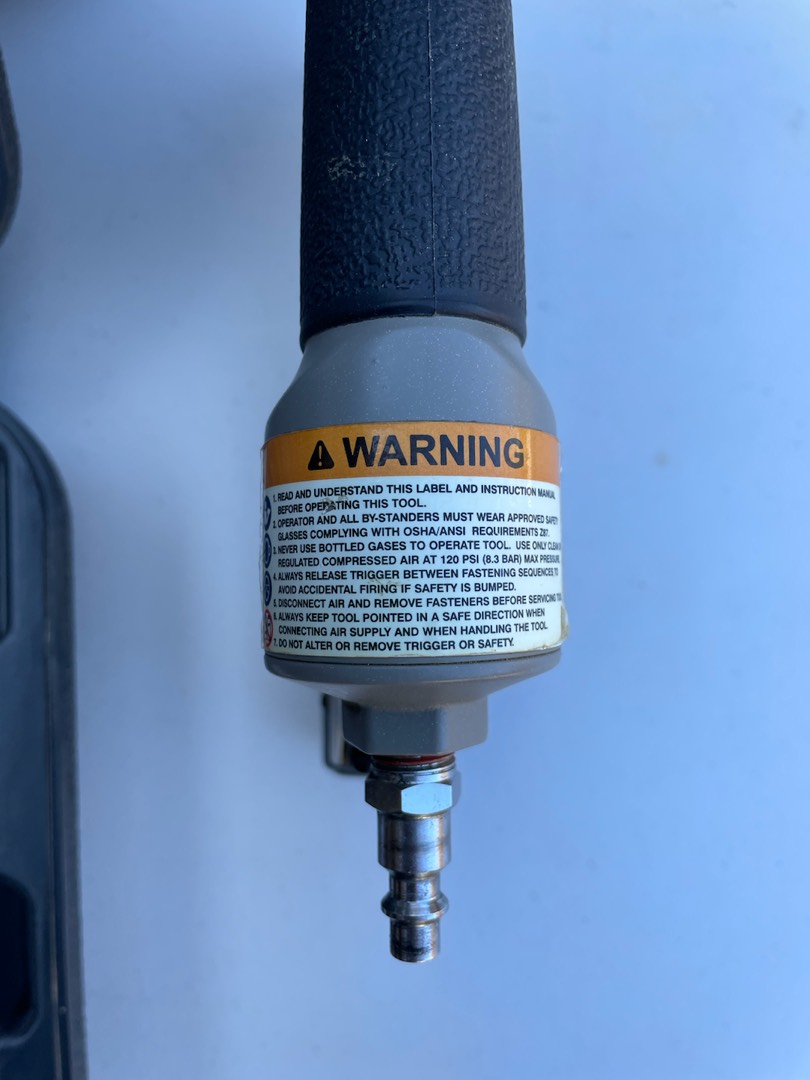 WARNING
1. READ AND UNDERSTAND THIS LABEL AND INSTRUCTION MANUAL
BEFORE OPERATING THIS TOOL.
2. OPERATOR AND ALL BY-STANDERS MUST WEAR APPROVED SAFETY
GLASSES COMPLYING WITH OSHA/ANSI REQUIREMENTS Z87.
3. NEVER USE BOTTLED GASES TO OPERATE TOOL. USE ONLY CLEAN
REGULATED COMPRESSED AIR AT 120 PSI (8.3 BAR) MAX PRESSURE.
4. ALWAYS RELEASE TRIGGER BETWEEN FASTENING SEQUENCES TO
AVOID ACCIDENTAL FIRING IF SAFETY IS BUMPED.
5. DISCONNECT AIR AND REMOVE FASTENERS BEFORE SERVICING
6. ALWAYS KEEP TOOL POINTED IN A SAFE DIRECTION WHEN
CONNECTING AIR SUPPLY AND WHEN HANDLING THE TOOL.
7. DO NOT ALTER OR REMOVE TRIGGER OR SAFETY.